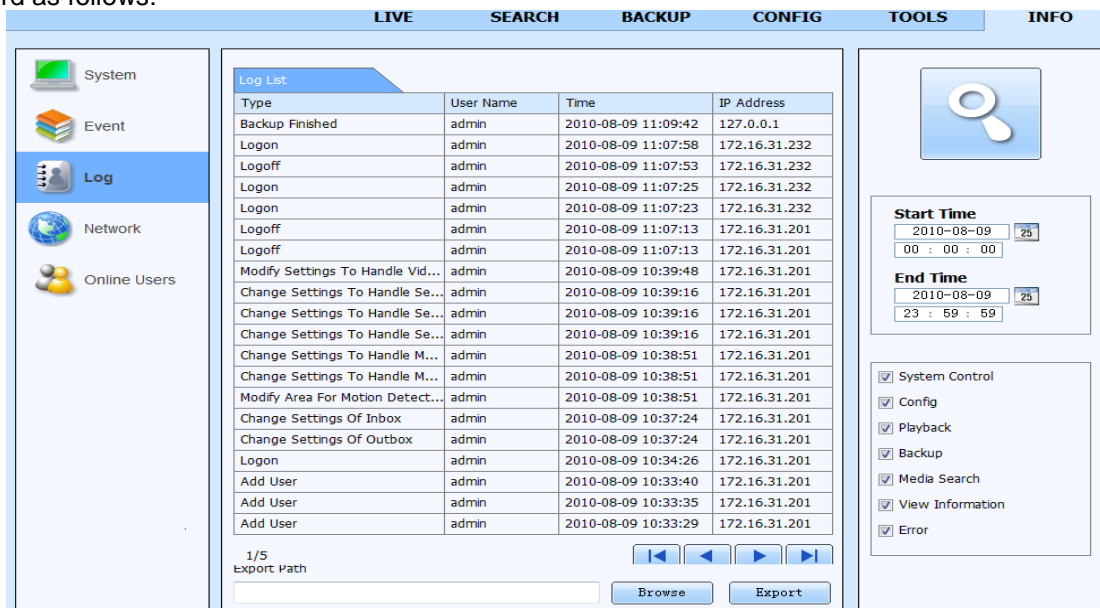 rd as follows:
LIVE SEARCH BACKUP CONFIG TOOLS INFO
System
Event
Log
Network
Online Users
Log List
Type User Name Time IP Address
Backup Finished admin 2010-08-09 11:09:42 127.0.0.1
Logon admin 2010-08-09 11:07:58 172.16.31.232
Logoff admin 2010-08-09 11:07:53 172.16.31.232
Logon admin 2010-08-09 11:07:25 172.16.31.232
Logon admin 2010-08-09 11:07:23 172.16.31.232
Logoff admin 2010-08-09 11:07:13 172.16.31.201
Logoff admin 2010-08-09 11:07:13 172.16.31.201
Modify Settings To Handle Vid... admin 2010-08-09 10:39:48 172.16.31.201
Change Settings To Handle Se... admin 2010-08-09 10:39:16 172.16.31.201
Change Settings To Handle Se... admin 2010-08-09 10:39:16 172.16.31.201
Change Settings To Handle Se... admin 2010-08-09 10:39:16 172.16.31.201
Change Settings To Handle M... admin 2010-08-09 10:38:51 172.16.31.201
Change Settings To Handle M... admin 2010-08-09 10:38:51 172.16.31.201
Modify Area For Motion Detect... admin 2010-08-09 10:38:51 172.16.31.201
Change Settings Of Inbox admin 2010-08-09 10:37:24 172.16.31.201
Change Settings Of Outbox admin 2010-08-09 10:37:24 172.16.31.201
Logon admin 2010-08-09 10:34:26 172.16.31.201
Add User admin 2010-08-09 10:33:40 172.16.31.201
Add User admin 2010-08-09 10:33:35 172.16.31.201
Add User admin 2010-08-09 10:33:29 172.16.31.201
1/5
Export Path
Browse Export
Start Time
2010-08-09 25
00 : 00 : 00
End Time
2010-08-09 25
23 : 59 : 59
System Control
Config
Playback
Backup
Media Search
View Information
Error